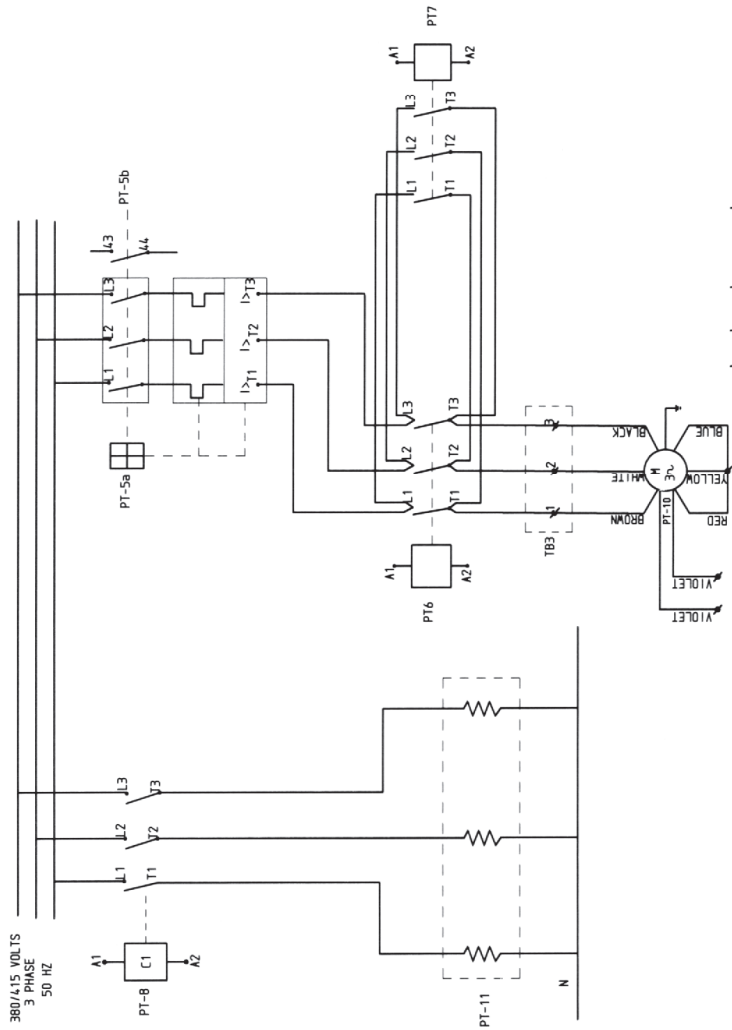 380/415 VOLTS
3 PHASE
50 HZ
A1
C1
A2
PT-8
L1
L2
L3
T1
T2
T3
PT-11
N
PT-5a
PT-5b
L1
L2
L3
43
44
I>
I>
I>
T1
T2
T3
A1
A2
PT6
L1
L2
L3
T1
T2
T3
L1
L2
L3
T1
T2
T3
A1
A2
PT7
TB3
1
2
3
BROWN
WHITE
BLACK
PT-10
M
3~
RED
YELLOW
BLUE
VIOLET
VIOLET